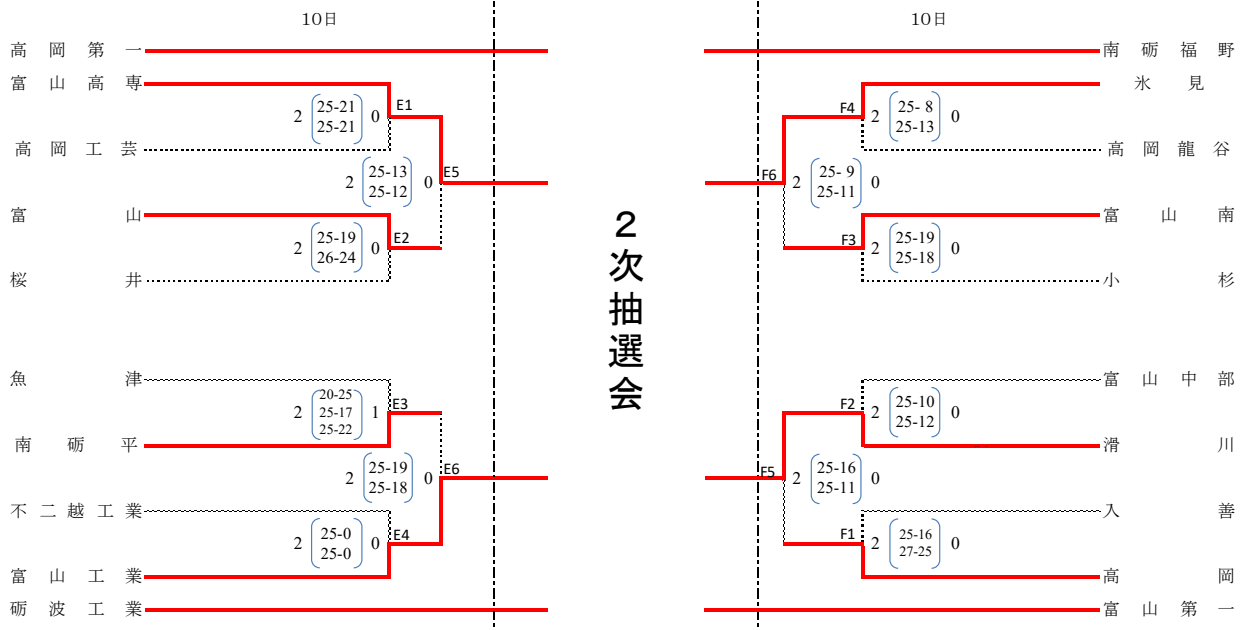 10日
高岡第一
富山高専
E1
2 25-21 0
25-21
高岡工芸
E5
2 25-13 0
25-12
富山
E2
2 25-19 0
26-24
桜井
魚津
E3
2 20-25 1
25-17
25-22
南砺平
E6
2 25-19 0
25-18
不二越工業
E4
2 25-0 0
25-0
富山工業
砺波工業
2次抽選会
10日
南砺福野
氷見
F4
2 25- 8 0
25-13
高岡龍谷
F6
2 25- 9 0
25-11
富山南
F3
2 25-19 0
25-18
小杉
富山中部
F2
2 25-10 0
25-12
滑川
F5
2 25-16 0
25-11
入善
F1
2 25-16 0
27-25
高岡
富山第一